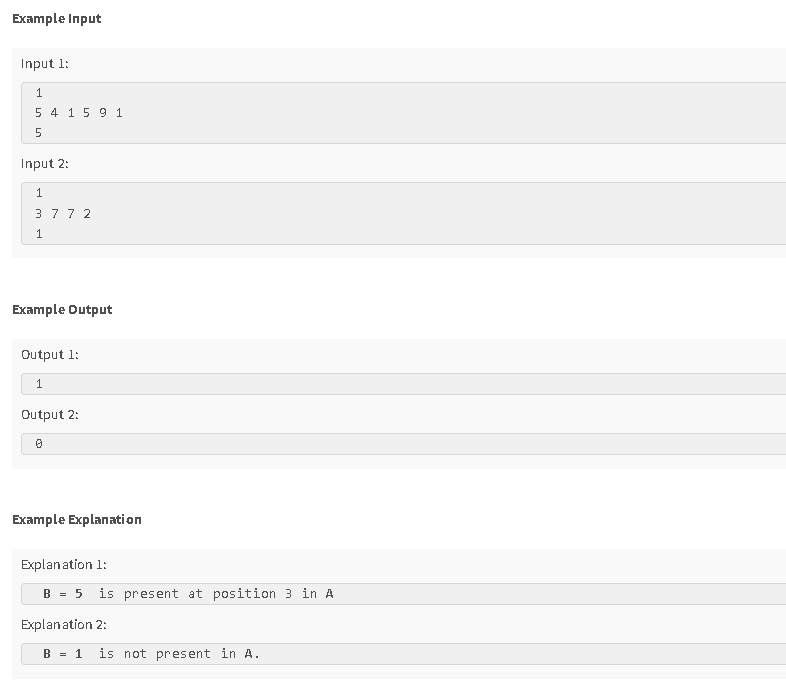 Example Input
Input 1:
1
5 4 1 5 9 1
5
Input 2:
1
3 7 7 2
1
Example Output
Output 1:
1
Output 2:
0
Example Explanation
Explanation 1:
B = 5 is present at position 3 in A
Explanation 2:
B = 1 is not present in A.